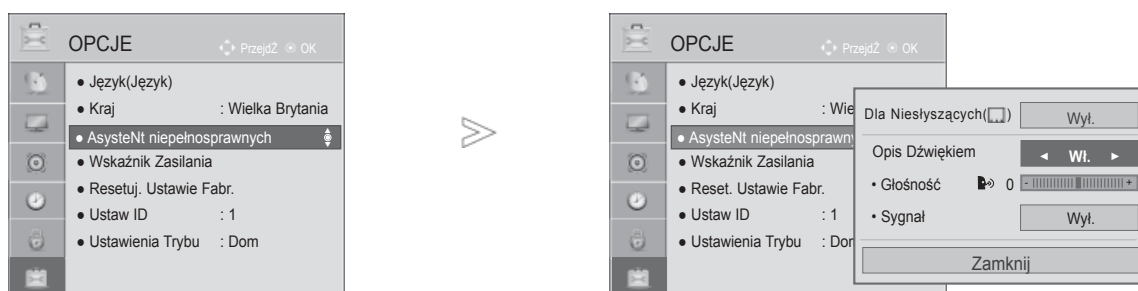 OPCJE PrzejdŹ OK
● Język(Język)
● Kraj : Wielka Brytania
● AsysteNt niepełnosprawnych
● Wskaźnik Zasilania
● Resetuj. Ustawie Fabr.
● Ustaw ID : 1
● Ustawienia Trybu : Dom
OPCJE PrzejdŹ OK
● Język(Język)
● Kraj : Wie
● AsysteNt niepełnosprawny
● Wskaźnik Zasilania
● Reset. Ustawie Fabr.
● Ustaw ID : 1
● Ustawienia Trybu : Dom
Dla Niesłyszących( ) Wył.
Opis Dźwiękiem ◄ Wł. ►
• Głośność 0 - +
• Sygnał Wył.
Zamknij